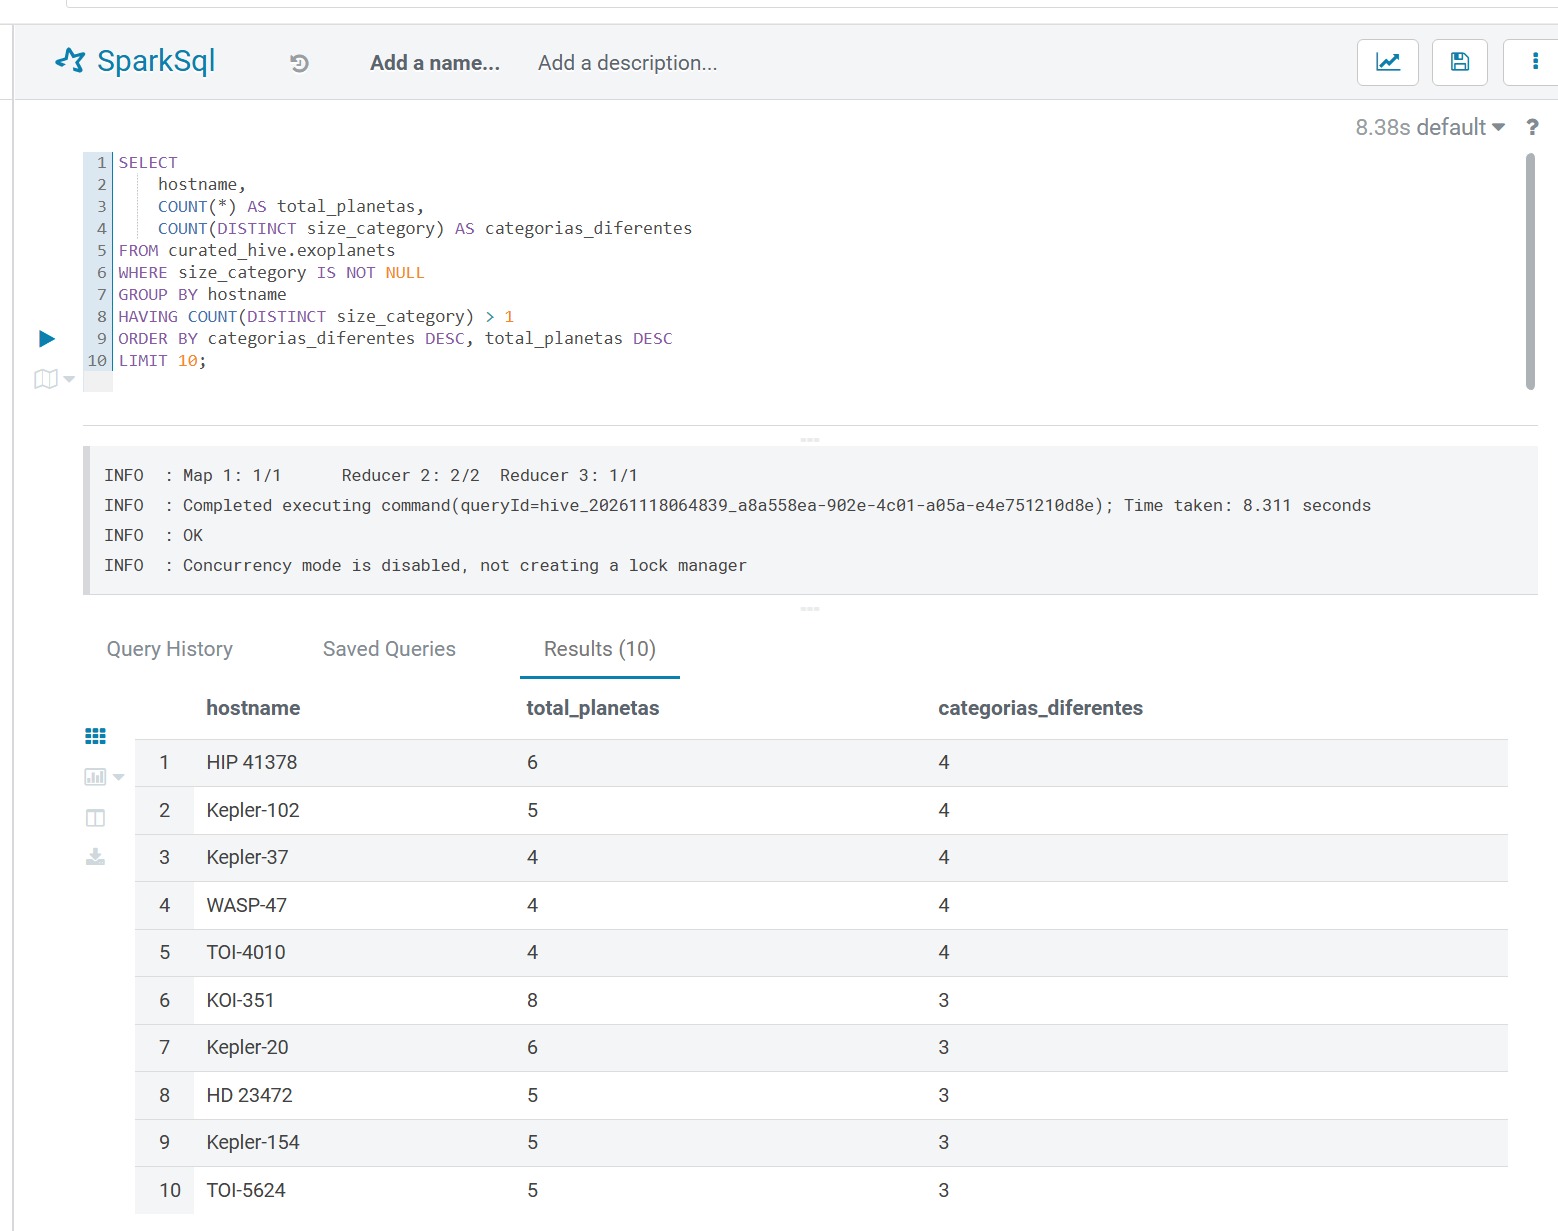 SparkSql Add a name... Add a description...
8.38s default ?
1 SELECT
2 hostname,
3 COUNT(*) AS total_planetas,
4 COUNT(DISTINCT size_category) AS categorias_diferentes
5 FROM curated_hive.exoplanets
6 WHERE size_category IS NOT NULL
7 GROUP BY hostname
8 HAVING COUNT(DISTINCT size_category) > 1
9 ORDER BY categorias_diferentes DESC, total_planetas DESC
10 LIMIT 10;
INFO : Map 1: 1/1 Reducer 2: 2/2 Reducer 3: 1/1
INFO : Completed executing command(queryId=hive_20261118064839_a8a558ea-902e-4c01-a05a-e4e751210d8e); Time taken: 8.311 seconds
INFO : OK
INFO : Concurrency mode is disabled, not creating a lock manager
Query History Saved Queries Results (10)
hostname total_planetas categorias_diferentes
1 HIP 41378 6 4
2 Kepler-102 5 4
3 Kepler-37 4 4
4 WASP-47 4 4
5 TOI-4010 4 4
6 KOI-351 8 3
7 Kepler-20 6 3
8 HD 23472 5 3
9 Kepler-154 5 3
10 TOI-5624 5 3